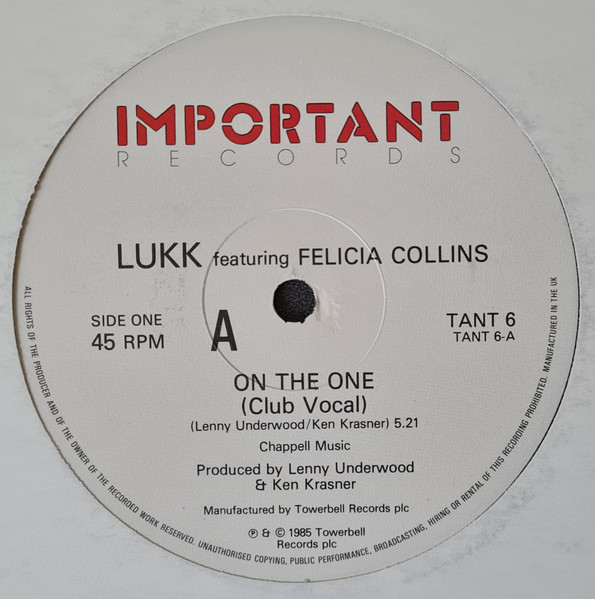 IMPORTANT
RECORDS
LUKK featuring FELICIA COLLINS
SIDE ONE
45 RPM
A
TANT 6
TANT 6-A
ON THE ONE
(Club Vocal)
(Lenny Underwood/Ken Krasner) 5.21
Chappell Music
Produced by Lenny Underwood
& Ken Krasner
Manufactured by Towerbell Records plc
℗ & © 1985 Towerbell
Records plc
ALL RIGHTS OF THE PRODUCER AND OF THE OWNER OF THE RECORDED WORK RESERVED. UNAUTHORISED COPYING, PUBLIC PERFORMANCE, BROADCASTING, HIRING OR RENTAL OF THIS RECORDING PROHIBITED. MANUFACTURED IN THE UK